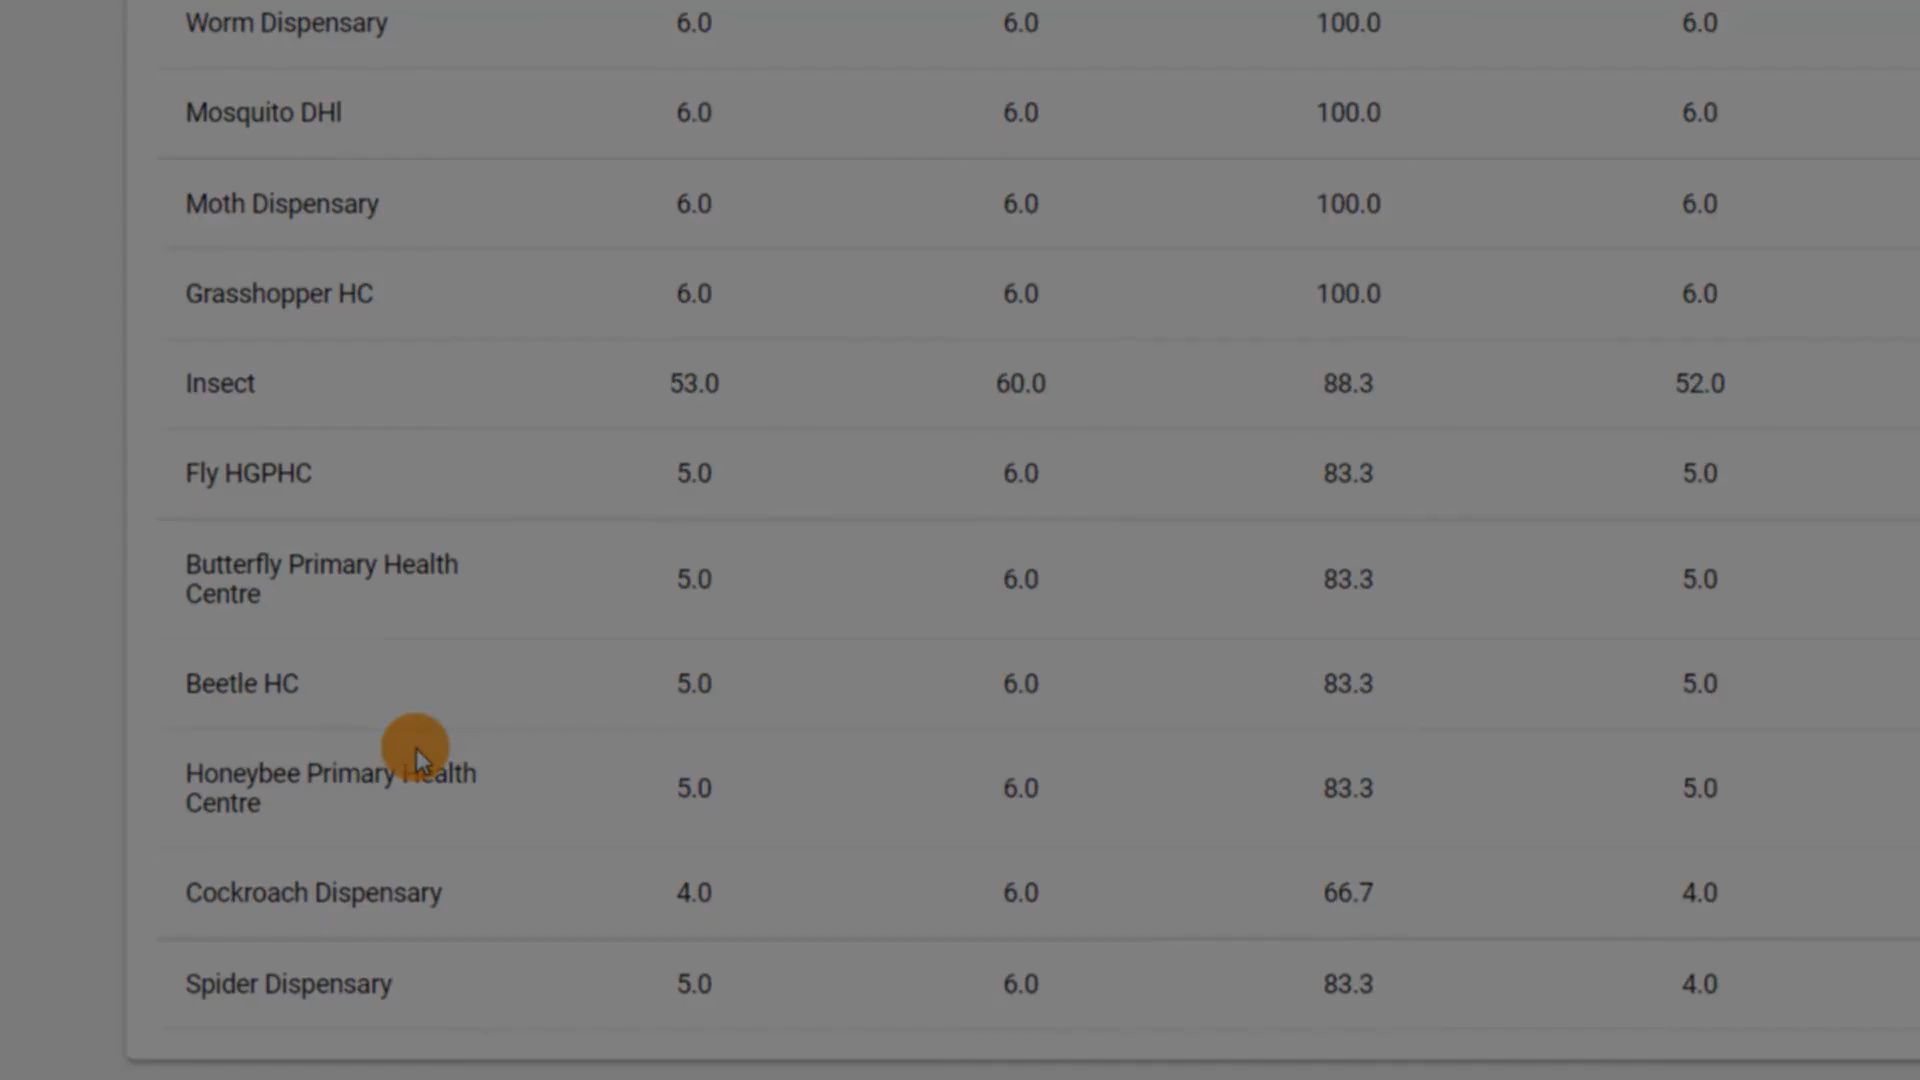 Worm Dispensary 6.0 6.0 100.0 6.0
Mosquito DHl 6.0 6.0 100.0 6.0
Moth Dispensary 6.0 6.0 100.0 6.0
Grasshopper HC 6.0 6.0 100.0 6.0
Insect 53.0 60.0 88.3 52.0
Fly HGPHC 5.0 6.0 83.3 5.0
Butterfly Primary Health
Centre 5.0 6.0 83.3 5.0
Beetle HC 5.0 6.0 83.3 5.0
Honeybee Primary Health
Centre 5.0 6.0 83.3 5.0
Cockroach Dispensary 4.0 6.0 66.7 4.0
Spider Dispensary 5.0 6.0 83.3 4.0